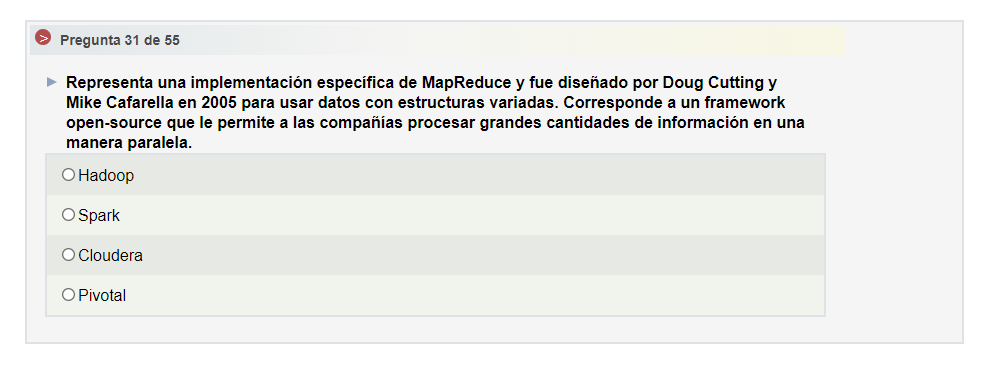 Pregunta 31 de 55
Representa una implementación específica de MapReduce y fue diseñado por Doug Cutting y
Mike Cafarella en 2005 para usar datos con estructuras variadas. Corresponde a un framework
open-source que le permite a las compañías procesar grandes cantidades de información en una
manera paralela.
Hadoop
Spark
Cloudera
Pivotal